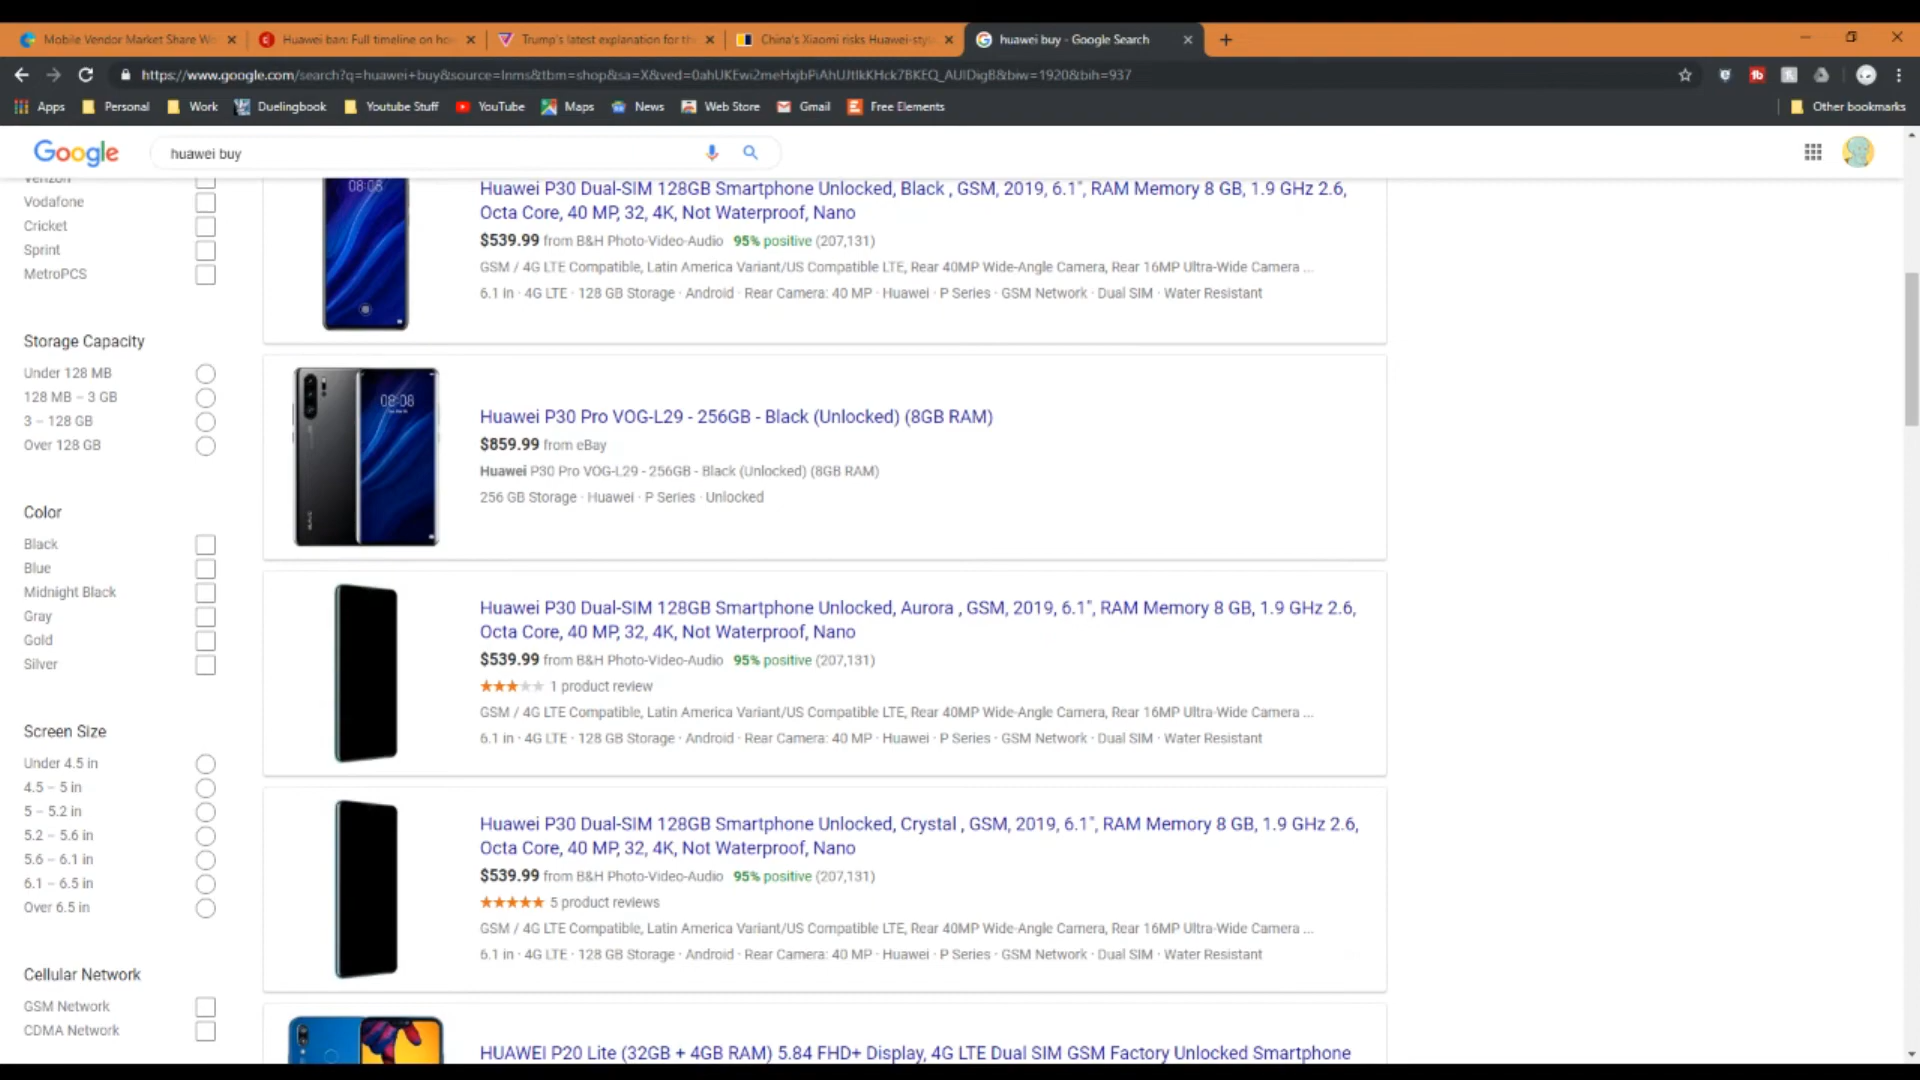 Mobile Vendor Market Share W
Huawei ban: Full timeline on ho
Trump's latest explanation for th
China's Xiaomi risks Huawei-styl
huawei buy - Google Search
https://www.google.com/search?q=huawei+buy&source=lnms&tbm=shop&sa=X&ved=0ahUKEwi2meHxjbPiAhUJtlkKHck7BKEQ_AUIDigB&biw=1920&bih=937
Apps
Personal
Work
Duelingbook
Youtube Stuff
YouTube
Maps
News
Web Store
Gmail
Free Elements
Other bookmarks
Google
huawei buy
Verizon
Vodafone
Cricket
Sprint
MetroPCS
Storage Capacity
Under 128 MB
128 MB – 3 GB
3 – 128 GB
Over 128 GB
Color
Black
Blue
Midnight Black
Gray
Gold
Silver
Screen Size
Under 4.5 in
4.5 – 5 in
5 – 5.2 in
5.2 – 5.6 in
5.6 – 6.1 in
6.1 – 6.5 in
Over 6.5 in
Cellular Network
GSM Network
CDMA Network
08:08
Huawei P30 Dual-SIM 128GB Smartphone Unlocked, Black , GSM, 2019, 6.1", RAM Memory 8 GB, 1.9 GHz 2.6,
Octa Core, 40 MP, 32, 4K, Not Waterproof, Nano
$539.99 from B&H Photo-Video-Audio 95% positive (207,131)
GSM / 4G LTE Compatible, Latin America Variant/US Compatible LTE, Rear 40MP Wide-Angle Camera, Rear 16MP Ultra-Wide Camera ...
6.1 in · 4G LTE · 128 GB Storage · Android · Rear Camera: 40 MP · Huawei · P Series · GSM Network · Dual SIM · Water Resistant
08:08
Huawei P30 Pro VOG-L29 - 256GB - Black (Unlocked) (8GB RAM)
$859.99 from eBay
Huawei P30 Pro VOG-L29 - 256GB - Black (Unlocked) (8GB RAM)
256 GB Storage · Huawei · P Series · Unlocked
Huawei P30 Dual-SIM 128GB Smartphone Unlocked, Aurora , GSM, 2019, 6.1", RAM Memory 8 GB, 1.9 GHz 2.6,
Octa Core, 40 MP, 32, 4K, Not Waterproof, Nano
$539.99 from B&H Photo-Video-Audio 95% positive (207,131)
1 product review
GSM / 4G LTE Compatible, Latin America Variant/US Compatible LTE, Rear 40MP Wide-Angle Camera, Rear 16MP Ultra-Wide Camera ...
6.1 in · 4G LTE · 128 GB Storage · Android · Rear Camera: 40 MP · Huawei · P Series · GSM Network · Dual SIM · Water Resistant
Huawei P30 Dual-SIM 128GB Smartphone Unlocked, Crystal , GSM, 2019, 6.1", RAM Memory 8 GB, 1.9 GHz 2.6,
Octa Core, 40 MP, 32, 4K, Not Waterproof, Nano
$539.99 from B&H Photo-Video-Audio 95% positive (207,131)
5 product reviews
GSM / 4G LTE Compatible, Latin America Variant/US Compatible LTE, Rear 40MP Wide-Angle Camera, Rear 16MP Ultra-Wide Camera ...
6.1 in · 4G LTE · 128 GB Storage · Android · Rear Camera: 40 MP · Huawei · P Series · GSM Network · Dual SIM · Water Resistant
HUAWEI P20 Lite (32GB + 4GB RAM) 5.84 FHD+ Display, 4G LTE Dual SIM GSM Factory Unlocked Smartphone